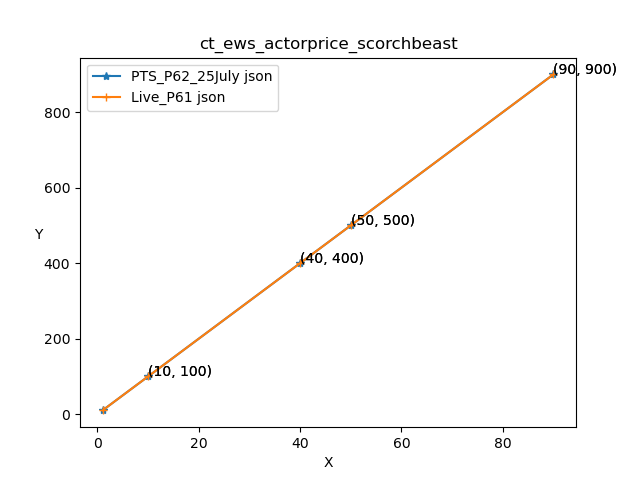 ct_ews_actorprice_scorchbeast
PTS_P62_25July json
Live_P61 json
(90, 900)
800
600
(50, 500)
Y
400
(40, 400)
200
(10, 100)
0
0 20 40 60 80
X